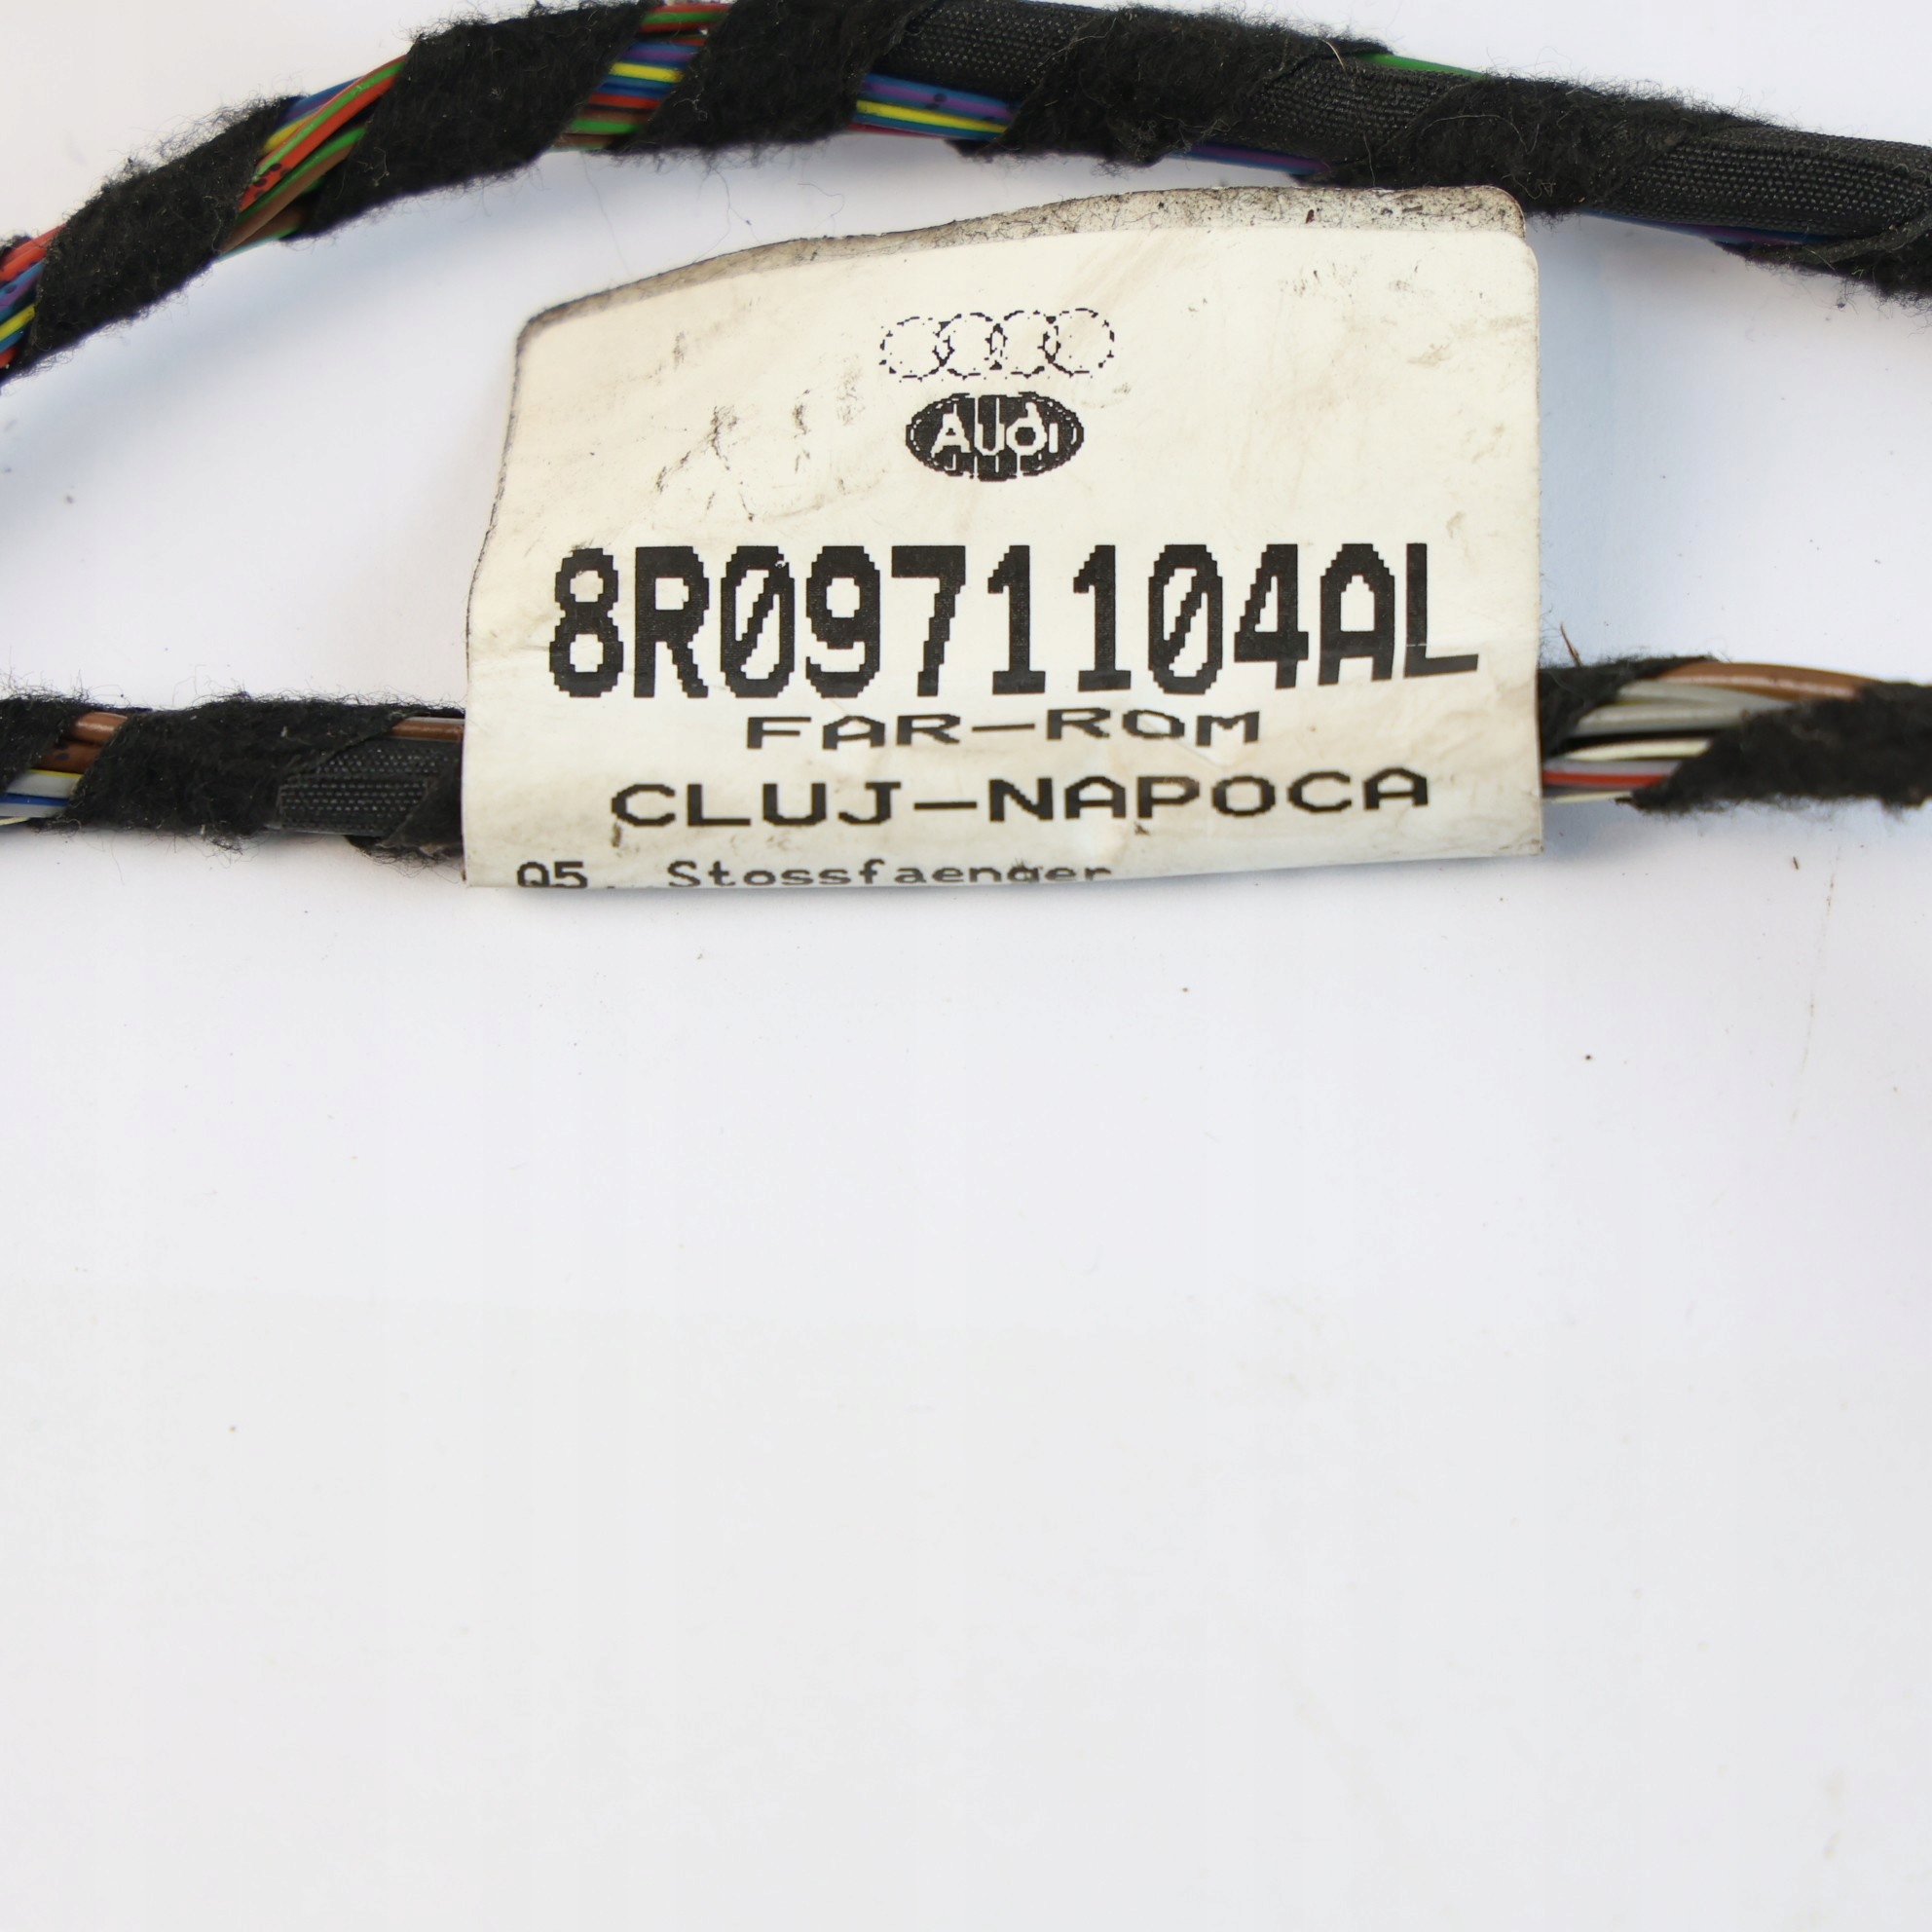 Audi
8R0971104AL
FAR-ROM
CLUJ-NAPOCA
Q5. Stossfaenger